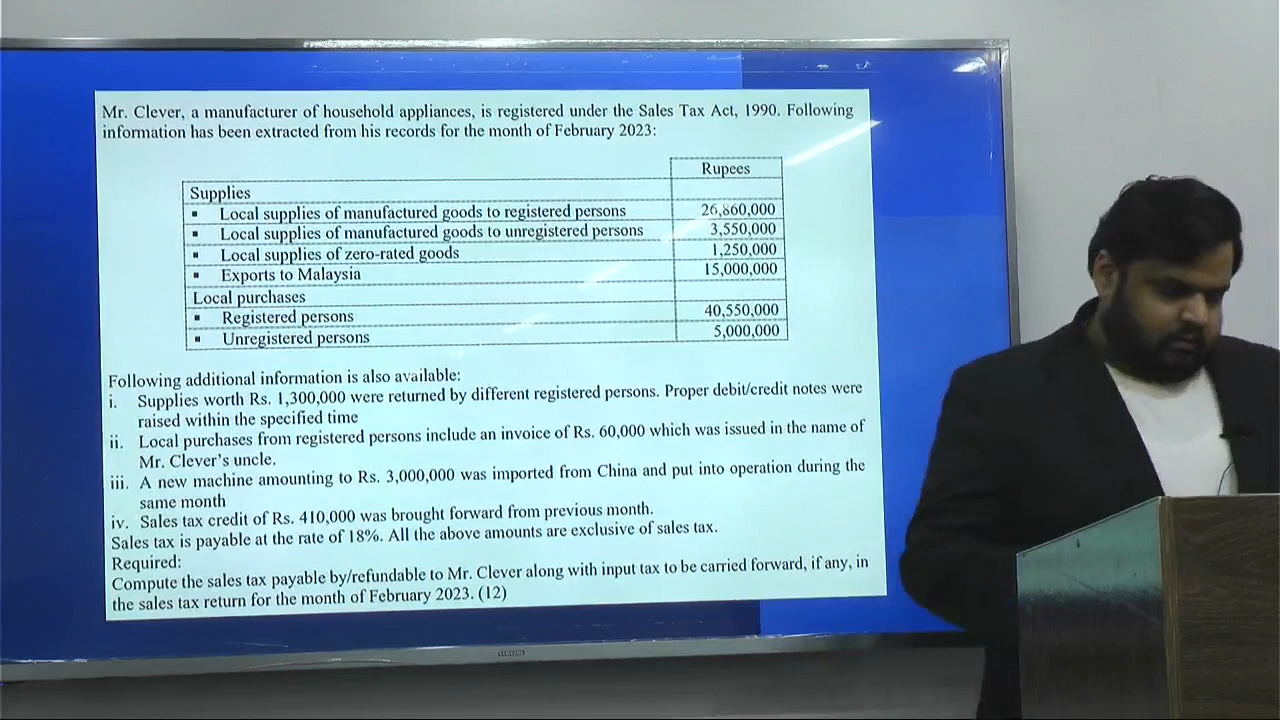 Mr. Clever, a manufacturer of household appliances, is registered under the Sales Tax Act, 1990. Following
information has been extracted from his records for the month of February 2023:
Rupees
Supplies
▪ Local supplies of manufactured goods to registered persons 26,860,000
▪ Local supplies of manufactured goods to unregistered persons 3,550,000
▪ Local supplies of zero-rated goods 1,250,000
▪ Exports to Malaysia 15,000,000
Local purchases
▪ Registered persons 40,550,000
▪ Unregistered persons 5,000,000
Following additional information is also available:
i. Supplies worth Rs. 1,300,000 were returned by different registered persons. Proper debit/credit notes were
raised within the specified time
ii. Local purchases from registered persons include an invoice of Rs. 60,000 which was issued in the name of
Mr. Clever's uncle.
iii. A new machine amounting to Rs. 3,000,000 was imported from China and put into operation during the
same month
iv. Sales tax credit of Rs. 410,000 was brought forward from previous month.
Sales tax is payable at the rate of 18%. All the above amounts are exclusive of sales tax.
Required:
Compute the sales tax payable by/refundable to Mr. Clever along with input tax to be carried forward, if any, in
the sales tax return for the month of February 2023. (12)
SAMSUNG